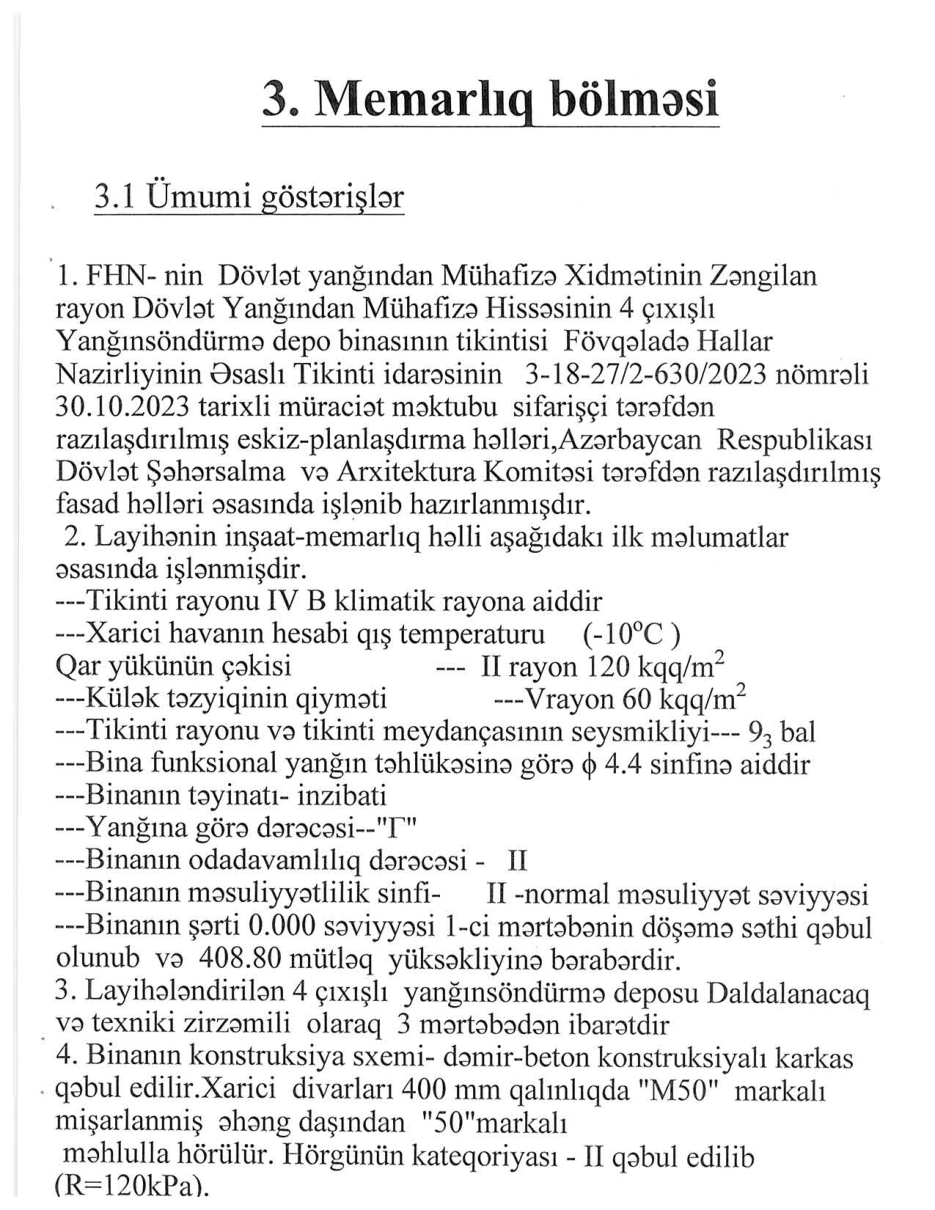 3. Memarlıq bölməsi
3.1 Ümumi göstərişlər
1. FHN- nin Dövlət yanğından Mühafizə Xidmətinin Zəngilan
rayon Dövlət Yanğından Mühafizə Hissəsinin 4 çıxışlı
Yanğınsöndürmə depo binasının tikintisi Fövqəladə Hallar
Nazirliyinin Əsaslı Tikinti idarəsinin 3-18-27/2-630/2023 nömrəli
30.10.2023 tarixli müraciət məktubu sifarişçi tərəfdən
razılaşdırılmış eskiz-planlaşdırma həlləri,Azərbaycan Respublikası
Dövlət Şəhərsalma və Arxitektura Komitəsi tərəfdən razılaşdırılmış
fasad həlləri əsasında işlənib hazırlanmışdır.
2. Layihənin inşaat-memarlıq həlli aşağıdakı ilk məlumatlar
əsasında işlənmişdir.
---Tikinti rayonu IV B klimatik rayona aiddir
---Xarici havanın hesabi qış temperaturu (-10⁰C )
Qar yükünün çəkisi --- II rayon 120 kqq/m²
---Külək təzyiqinin qiyməti ---Vrayon 60 kqq/m²
---Tikinti rayonu və tikinti meydançasının seysmikliyi--- 9₃ bal
---Bina funksional yanğın təhlükəsinə görə ϕ 4.4 sinfinə aiddir
---Binanın təyinatı- inzibati
---Yanğına görə dərəcəsi--"Г"
---Binanın odadavamlılıq dərəcəsi - II
---Binanın məsuliyyətlilik sinfi- II -normal məsuliyyət səviyyəsi
---Binanın şərti 0.000 səviyyəsi 1-ci mərtəbənin döşəmə səthi qəbul
olunub və 408.80 mütləq yüksəkliyinə bərabərdir.
3. Layihələndirilən 4 çıxışlı yanğınsöndürmə deposu Daldalanacaq
və texniki zirzəmili olaraq 3 mərtəbədən ibarətdir
4. Binanın konstruksiya sxemi- dəmir-beton konstruksiyalı karkas
qəbul edilir.Xarici divarları 400 mm qalınlıqda "M50" markalı
mişarlanmiş əhəng daşından "50"markalı
məhlulla hörülür. Hörgünün kateqoriyası - II qəbul edilib
(R=120kPa).